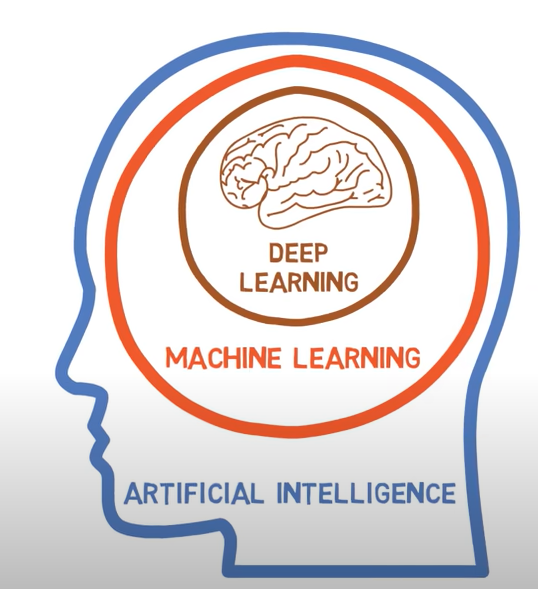 DEEP
LEARNING
MACHINE LEARNING
ARTIFICIAL INTELLIGENCE